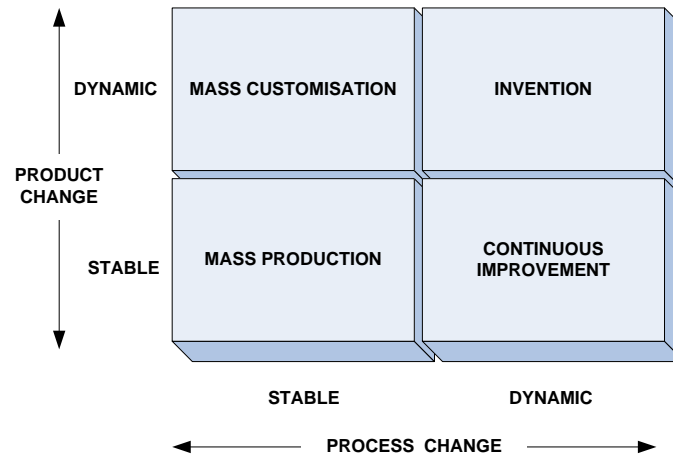 DYNAMIC
MASS CUSTOMISATION
INVENTION
PRODUCT
CHANGE
STABLE
MASS PRODUCTION
CONTINUOUS
IMPROVEMENT
STABLE
DYNAMIC
PROCESS CHANGE